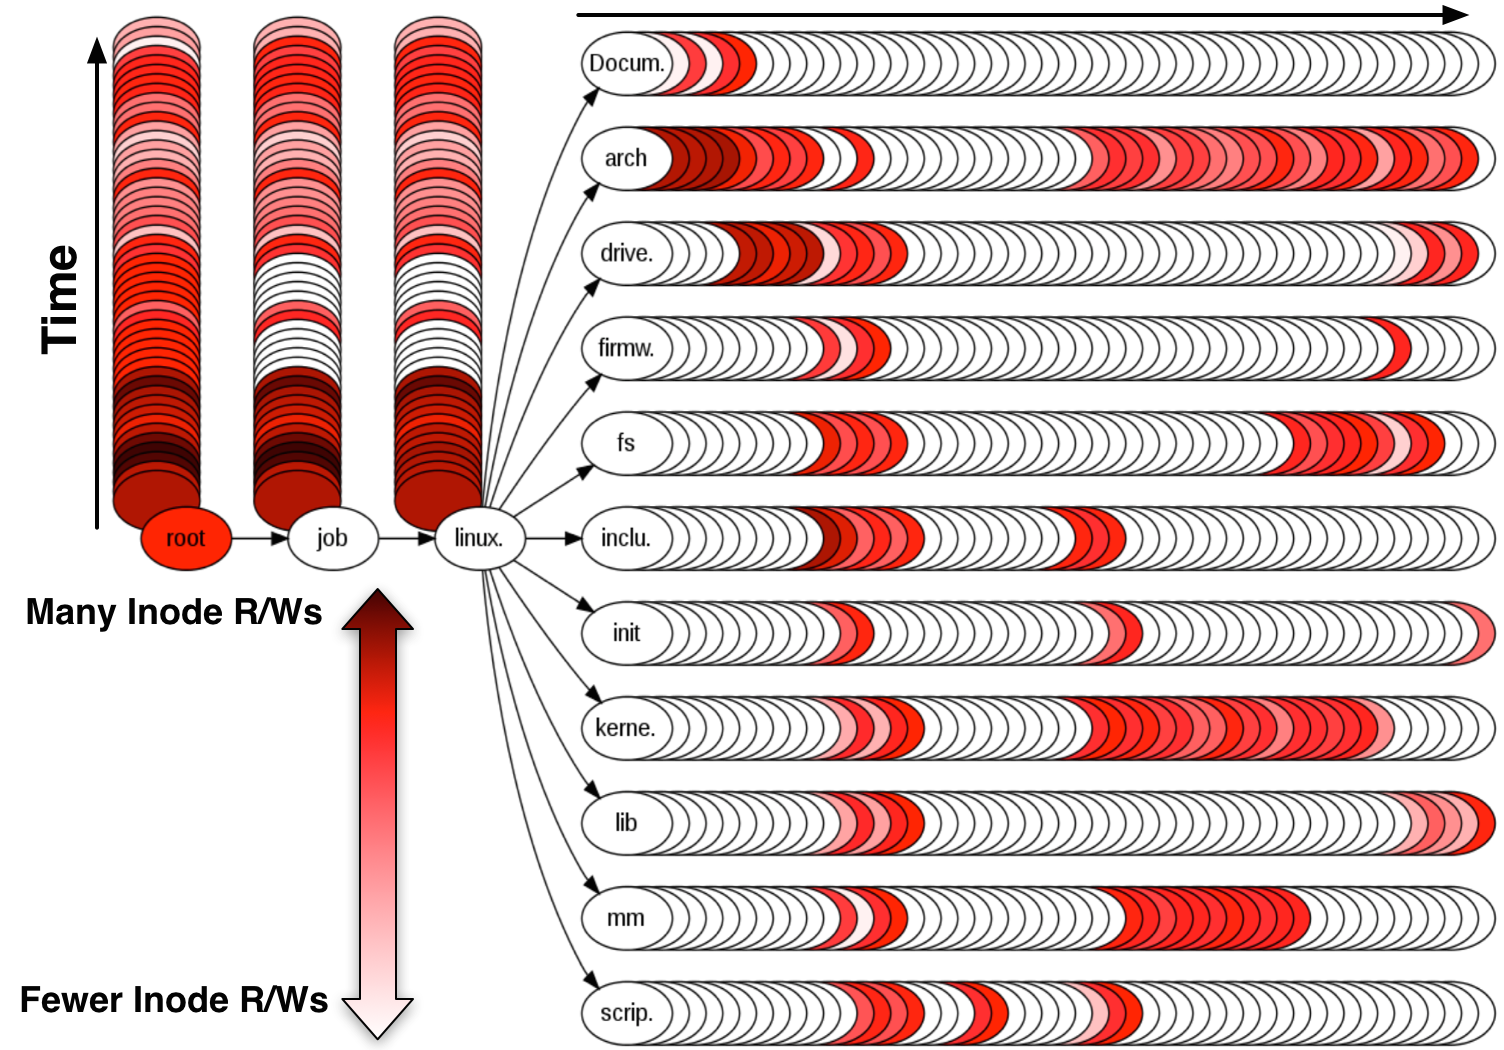 Time
root
job
linux.
Many Inode R/Ws
Fewer Inode R/Ws
Docum.
arch
drive.
firmw.
fs
inclu.
init
kerne.
lib
mm
scrip.